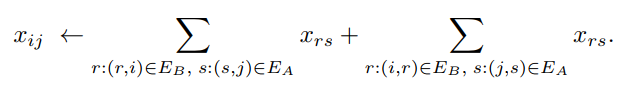 x_{ij} ← ∑_{r:(r,i)∈E_B, s:(s,j)∈E_A} x_{rs} + ∑_{r:(i,r)∈E_B, s:(j,s)∈E_A} x_{rs}.